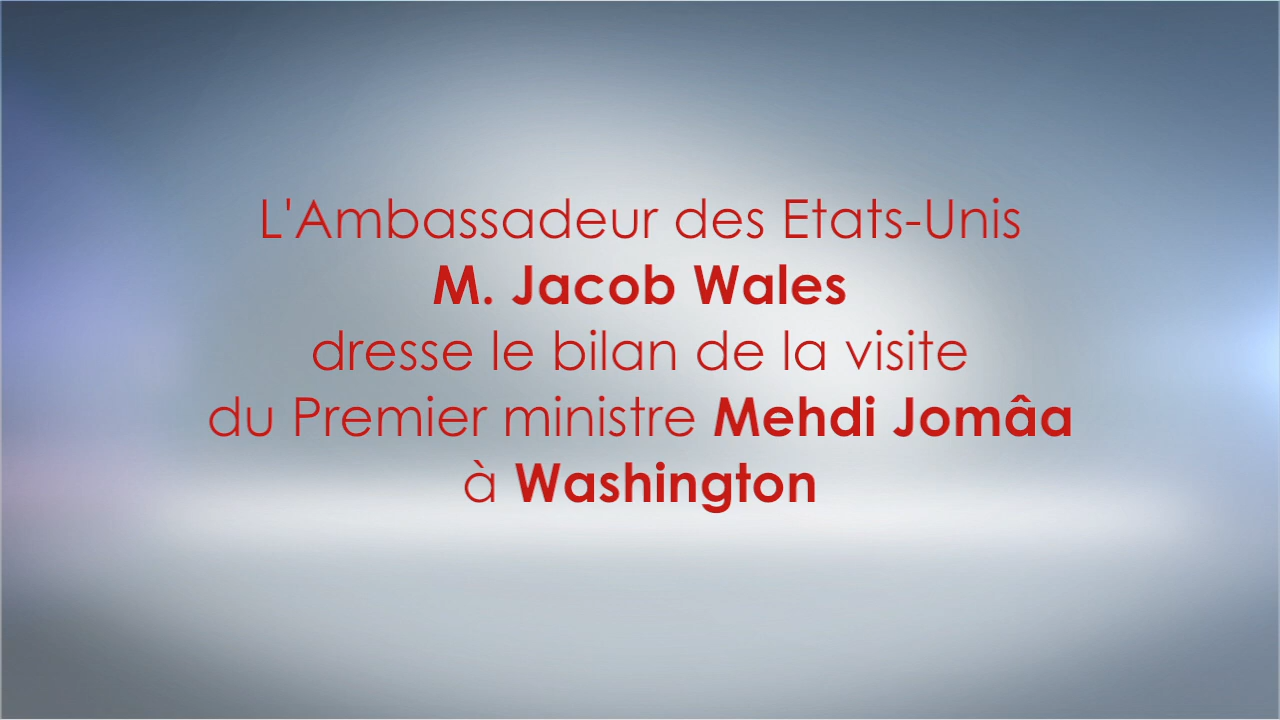 L'Ambassadeur des Etats-Unis
M. Jacob Wales
dresse le bilan de la visite
du Premier ministre Mehdi Jomâa
à Washington